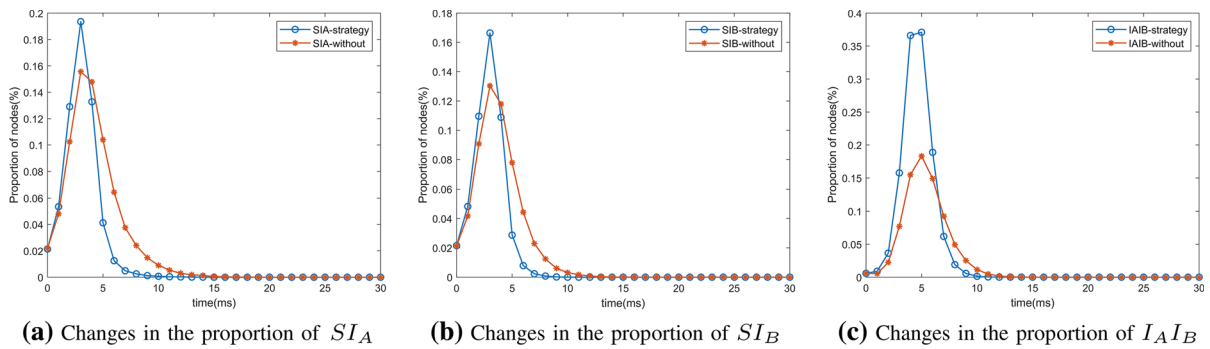 0.2
0.18
0.16
0.14
0.12
0.1
0.08
0.06
0.04
0.02
0
Proportion of nodes(%)
SIA-strategy
SIA-without
0 5 10 15 20 25 30
time(ms)
(a) Changes in the proportion of SI_A
0.2
0.18
0.16
0.14
0.12
0.1
0.08
0.06
0.04
0.02
0
Proportion of nodes(%)
SIB-strategy
SIB-without
0 5 10 15 20 25 30
time(ms)
(b) Changes in the proportion of SI_B
0.4
0.35
0.3
0.25
0.2
0.15
0.1
0.05
0
Proportion of nodes(%)
IAIB-strategy
IAIB-without
0 5 10 15 20 25 30
time(ms)
(c) Changes in the proportion of I_AI_B